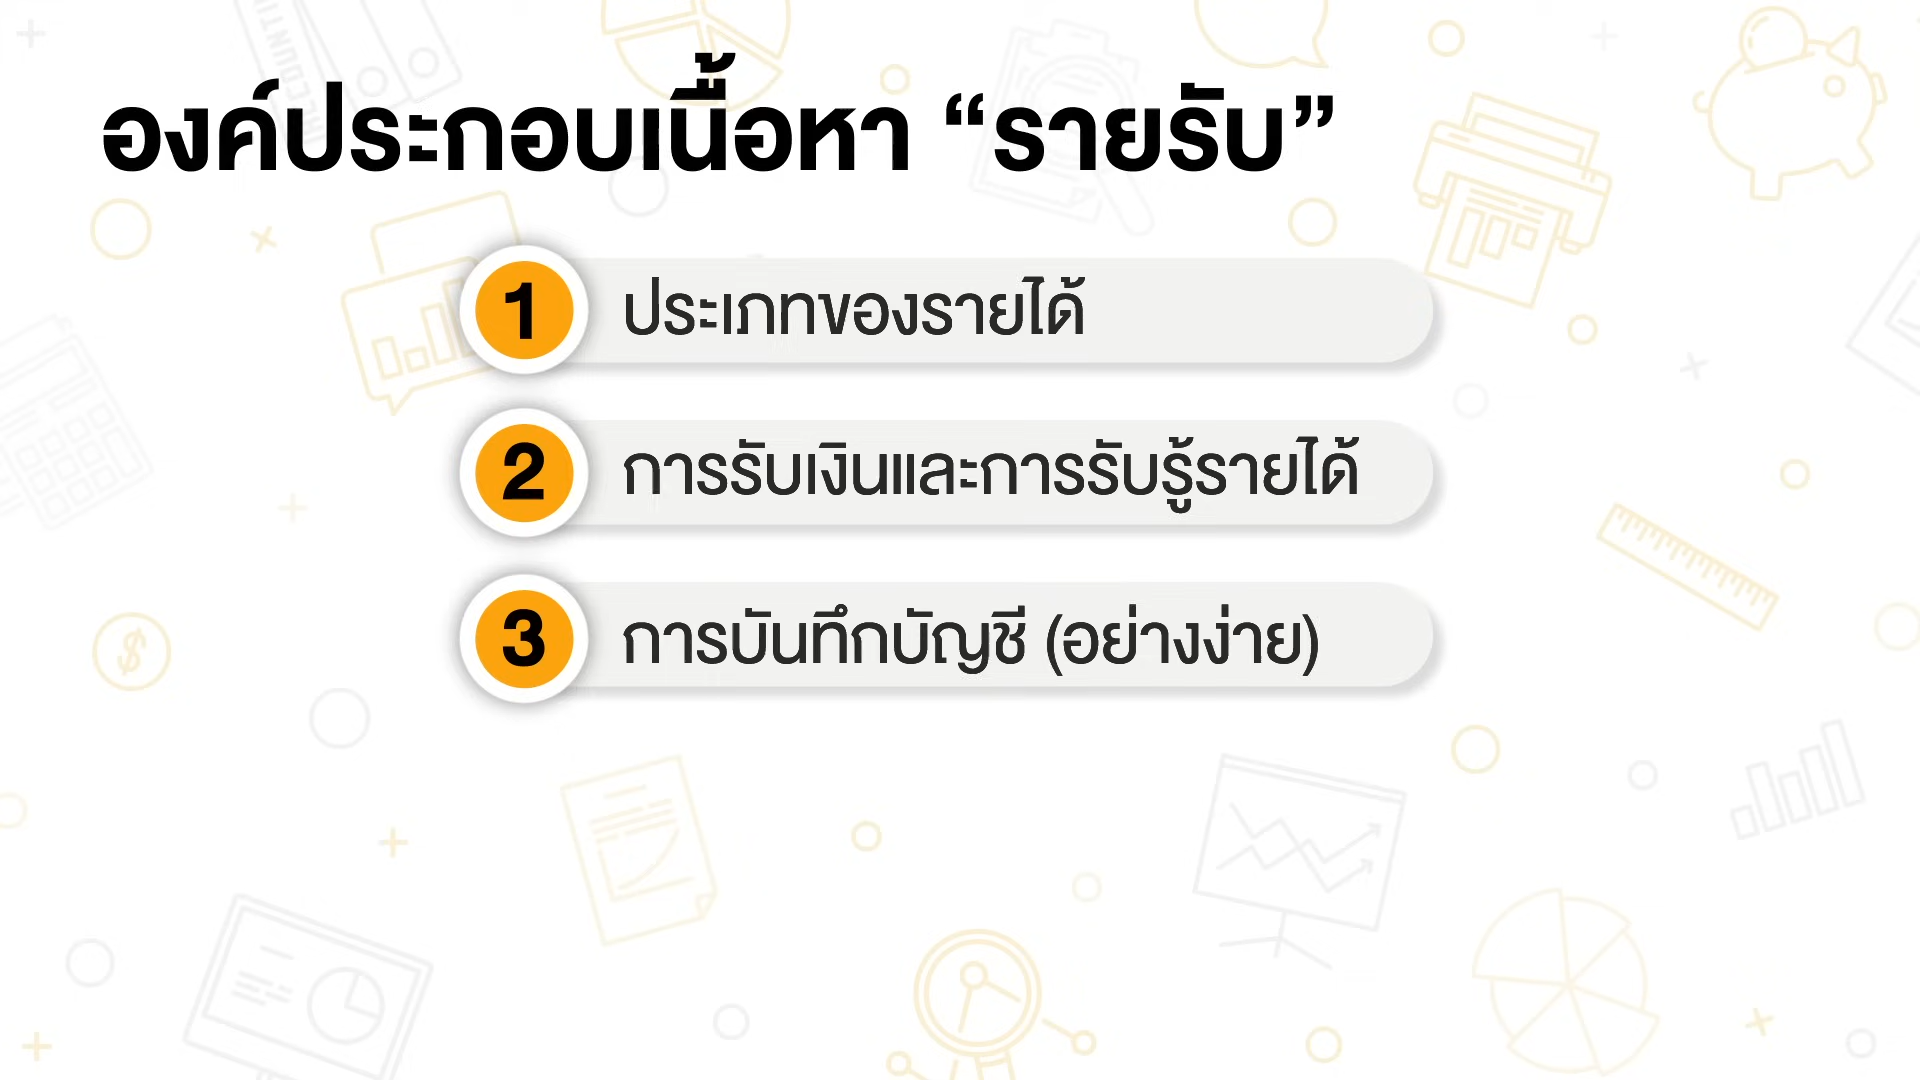 องค์ประกอบเนื้อหา “รายรับ”
1 ประเภทของรายได้
2 การรับเงินและการรับรู้รายได้
3 การบันทึกบัญชี (อย่างง่าย)